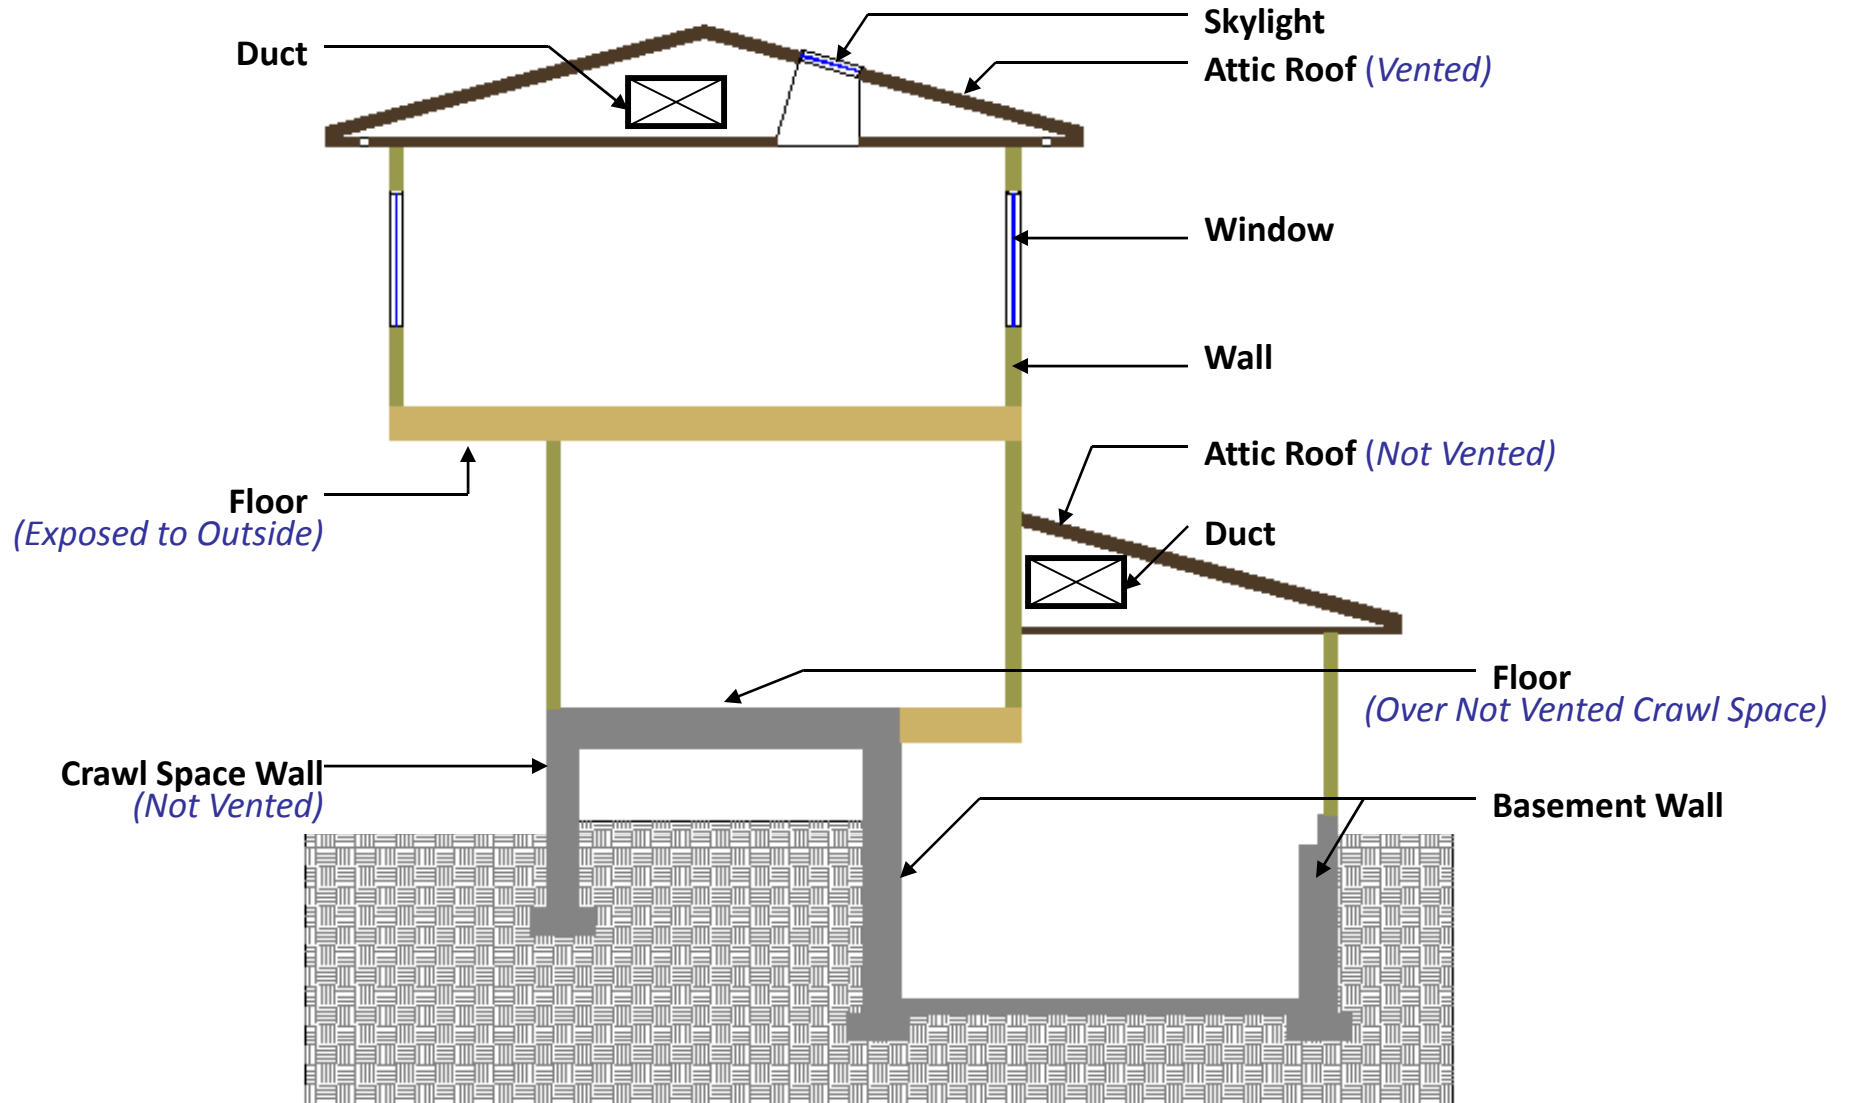 Duct
Skylight
Attic Roof (Vented)
Window
Wall
Attic Roof (Not Vented)
Floor
(Exposed to Outside)
Duct
Floor
(Over Not Vented Crawl Space)
Crawl Space Wall
(Not Vented)
Basement Wall